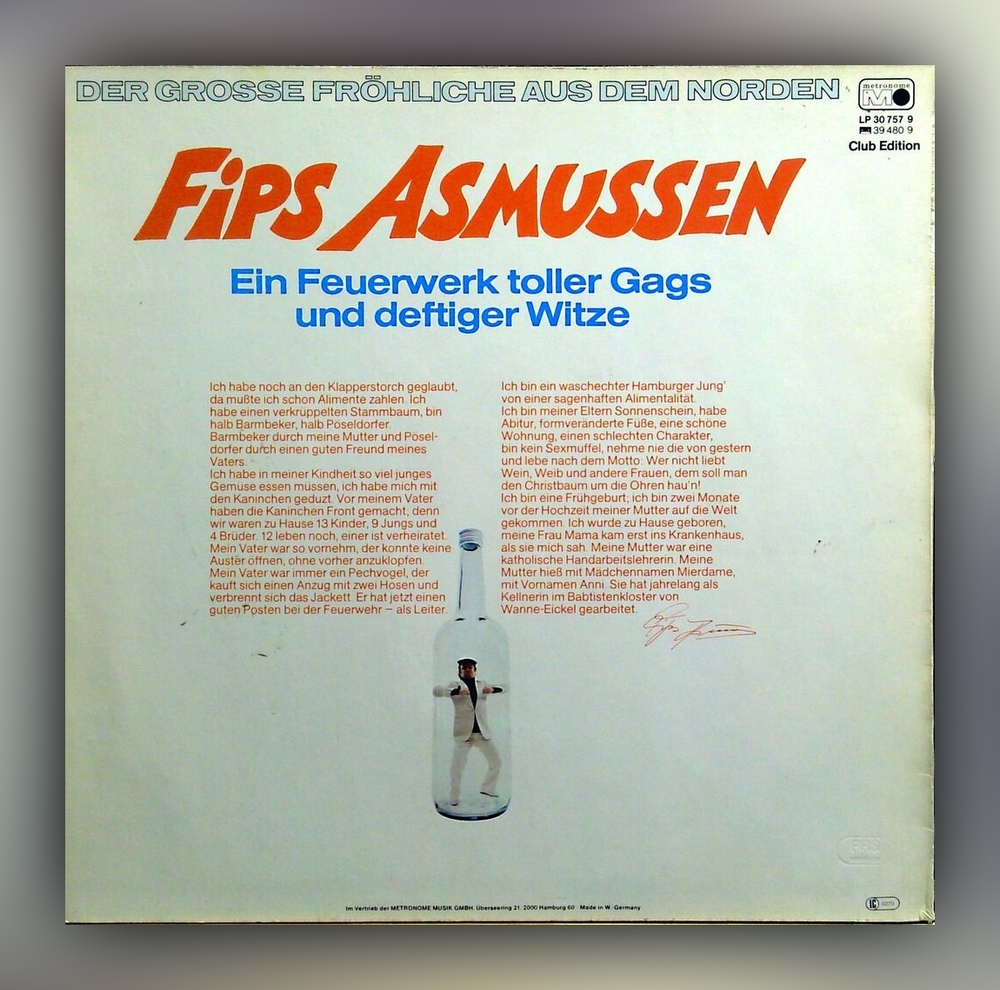 DER GROSSE FRÖHLICHE AUS DEM NORDEN
metronome
LP 30 757 9
39 480 9
Club Edition
FiPS ASMUSSEN
Ein Feuerwerk toller Gags
und deftiger Witze
Ich habe noch an den Klapperstorch geglaubt,
da mußte ich schon Alimente zahlen. Ich
habe einen verkrüppelten Stammbaum, bin
halb Barmbeker, halb Pöseldorfer.
Barmbeker durch meine Mutter und Pösel-
dorfer durch einen guten Freund meines
Vaters.
Ich habe in meiner Kindheit so viel junges
Gemüse essen müssen, ich habe mich mit
den Kaninchen geduzt. Vor meinem Vater
haben die Kaninchen Front gemacht; denn
wir waren zu Hause 13 Kinder, 9 Jungs und
4 Brüder. 12 leben noch, einer ist verheiratet.
Mein Vater war so vornehm, der konnte keine
Auster öffnen, ohne vorher anzuklopfen.
Mein Vater war immer ein Pechvogel, der
kauft sich einen Anzug mit zwei Hosen und
verbrennt sich das Jackett. Er hat jetzt einen
guten Posten bei der Feuerwehr – als Leiter.
Ich bin ein waschechter Hamburger Jung'
von einer sagenhaften Alimentalität.
Ich bin meiner Eltern Sonnenschein, habe
Abitur, formveränderte Füße, eine schöne
Wohnung, einen schlechten Charakter,
bin kein Sexmuffel, nehme nie die von gestern
und lebe nach dem Motto: Wer nicht liebt
Wein, Weib und andere Frauen, dem soll man
den Christbaum um die Ohren hau'n!
Ich bin eine Frühgeburt; ich bin zwei Monate
vor der Hochzeit meiner Mutter auf die Welt
gekommen. Ich wurde zu Hause geboren,
meine Frau Mama kam erst ins Krankenhaus,
als sie mich sah. Meine Mutter war eine
katholische Handarbeitslehrerin. Meine
Mutter hieß mit Mädchennamen Mierdame,
mit Vornamen Anni. Sie hat jahrelang als
Kellnerin im Babtistenkloster von
Wanne-Eickel gearbeitet.
Im Vertrieb der METRONOME MUSIK GMBH, Überseering 21, 2000 Hamburg 60 · Made in W.-Germany
LC 0270